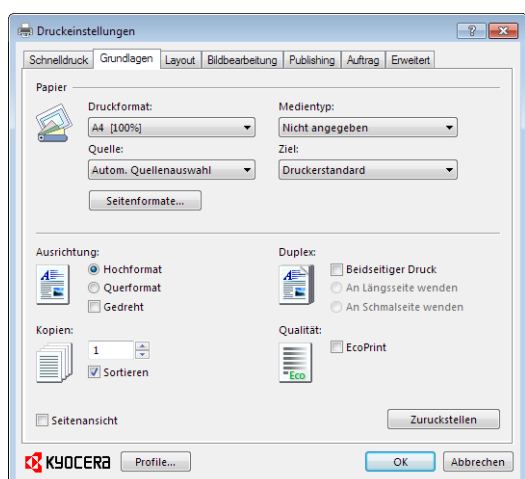 Druckeinstellungen
Schnelldruck Grundlagen Layout Bildbearbeitung Publishing Auftrag Erweitert
Papier
Druckformat: Medientyp:
A4 [100%] Nicht angegeben
Quelle: Ziel:
Autom. Quellenauswahl Druckerstandard
Seitenformate...
Ausrichtung: Duplex:
Hochformat Beidseitiger Druck
Querformat An Längsseite wenden
Gedreht An Schmalseite wenden
Kopien: Qualität:
1 EcoPrint
Sortieren Eco
Seitenansicht Zuruckstellen
KYOCERA Profile... OK Abbrechen